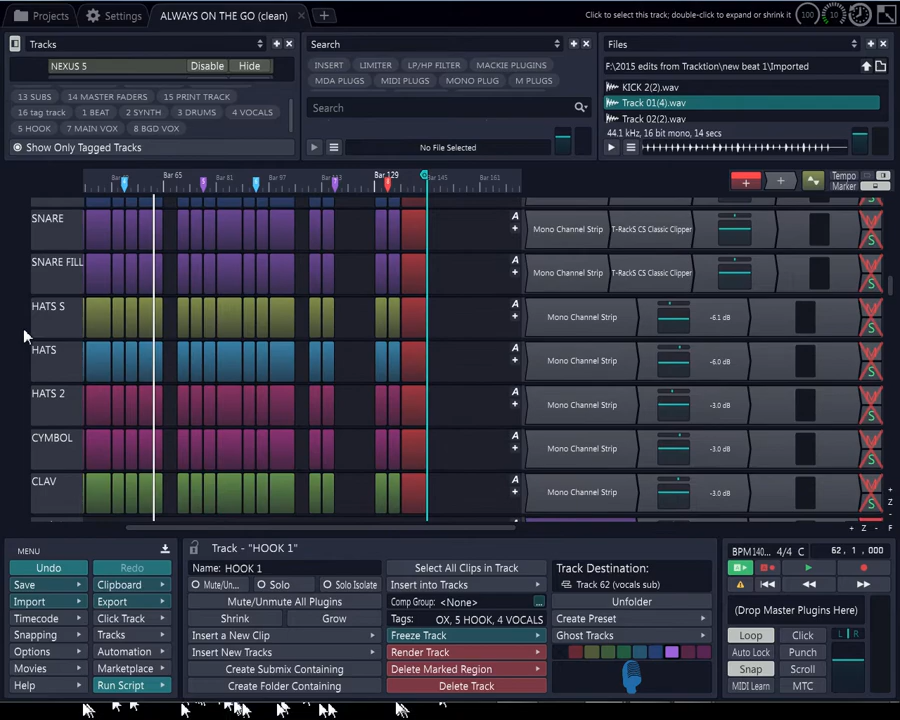 Projects Settings ALWAYS ON THE GO (clean) Click to select this track; double-click to expand or shrink it 100 10
Tracks
NEXUS 5 Disable Hide
13 SUBS 14 MASTER FADERS 15 PRINT TRACK
16 tag track 1 BEAT 2 SYNTH 3 DRUMS 4 VOCALS
5 HOOK 7 MAIN VOX 8 BGD VOX
Show Only Tagged Tracks
Search
INSERT LIMITER LP/HP FILTER MACKIE PLUGINS
MDA PLUGS MIDI PLUGS MONO PLUG M PLUGS
Search
No File Selected
Files
F:\2015 edits from Tracktion\new beat 1\Imported
KICK 2(2).wav
Track 01(4).wav
Track 02(2).wav
44.1 kHz, 16 bit mono, 14 secs
Bar 65 Bar 81 Bar 97 Bar 129 Bar 145 Bar 161
Tempo
Marker
SNARE A Mono Channel Strip T-RackS CS Classic Clipper M S
SNARE FILL A Mono Channel Strip T-RackS CS Classic Clipper M S
HATS S A Mono Channel Strip -6.1 dB M S
HATS A Mono Channel Strip -6.0 dB M S
HATS 2 A Mono Channel Strip -3.0 dB M S
CYMBOL A Mono Channel Strip -3.0 dB M S
CLAV A Mono Channel Strip -3.0 dB M S
Z
Z
+ Z - F
MENU
Undo Redo
Save Clipboard
Import Export
Timecode Click Track
Snapping Tracks
Options Automation
Movies Marketplace
Help Run Script
Track - "HOOK 1"
Name: HOOK 1
Mute/Un... Solo Solo Isolate
Mute/Unmute All Plugins
Shrink Grow
Insert a New Clip
Insert New Tracks
Create Submix Containing
Create Folder Containing
Select All Clips in Track
Insert into Tracks
Comp Group: <None> ...
Tags: OX, 5 HOOK, 4 VOCALS
Freeze Track
Render Track
Delete Marked Region
Delete Track
Track Destination:
Track 62 (vocals sub)
Unfolder
Create Preset
Ghost Tracks
BPM140... 4/4 C 62, 1, 000
A A
(Drop Master Plugins Here)
Loop Click L R
Auto Lock Punch
Snap Scroll
MIDI Learn MTC